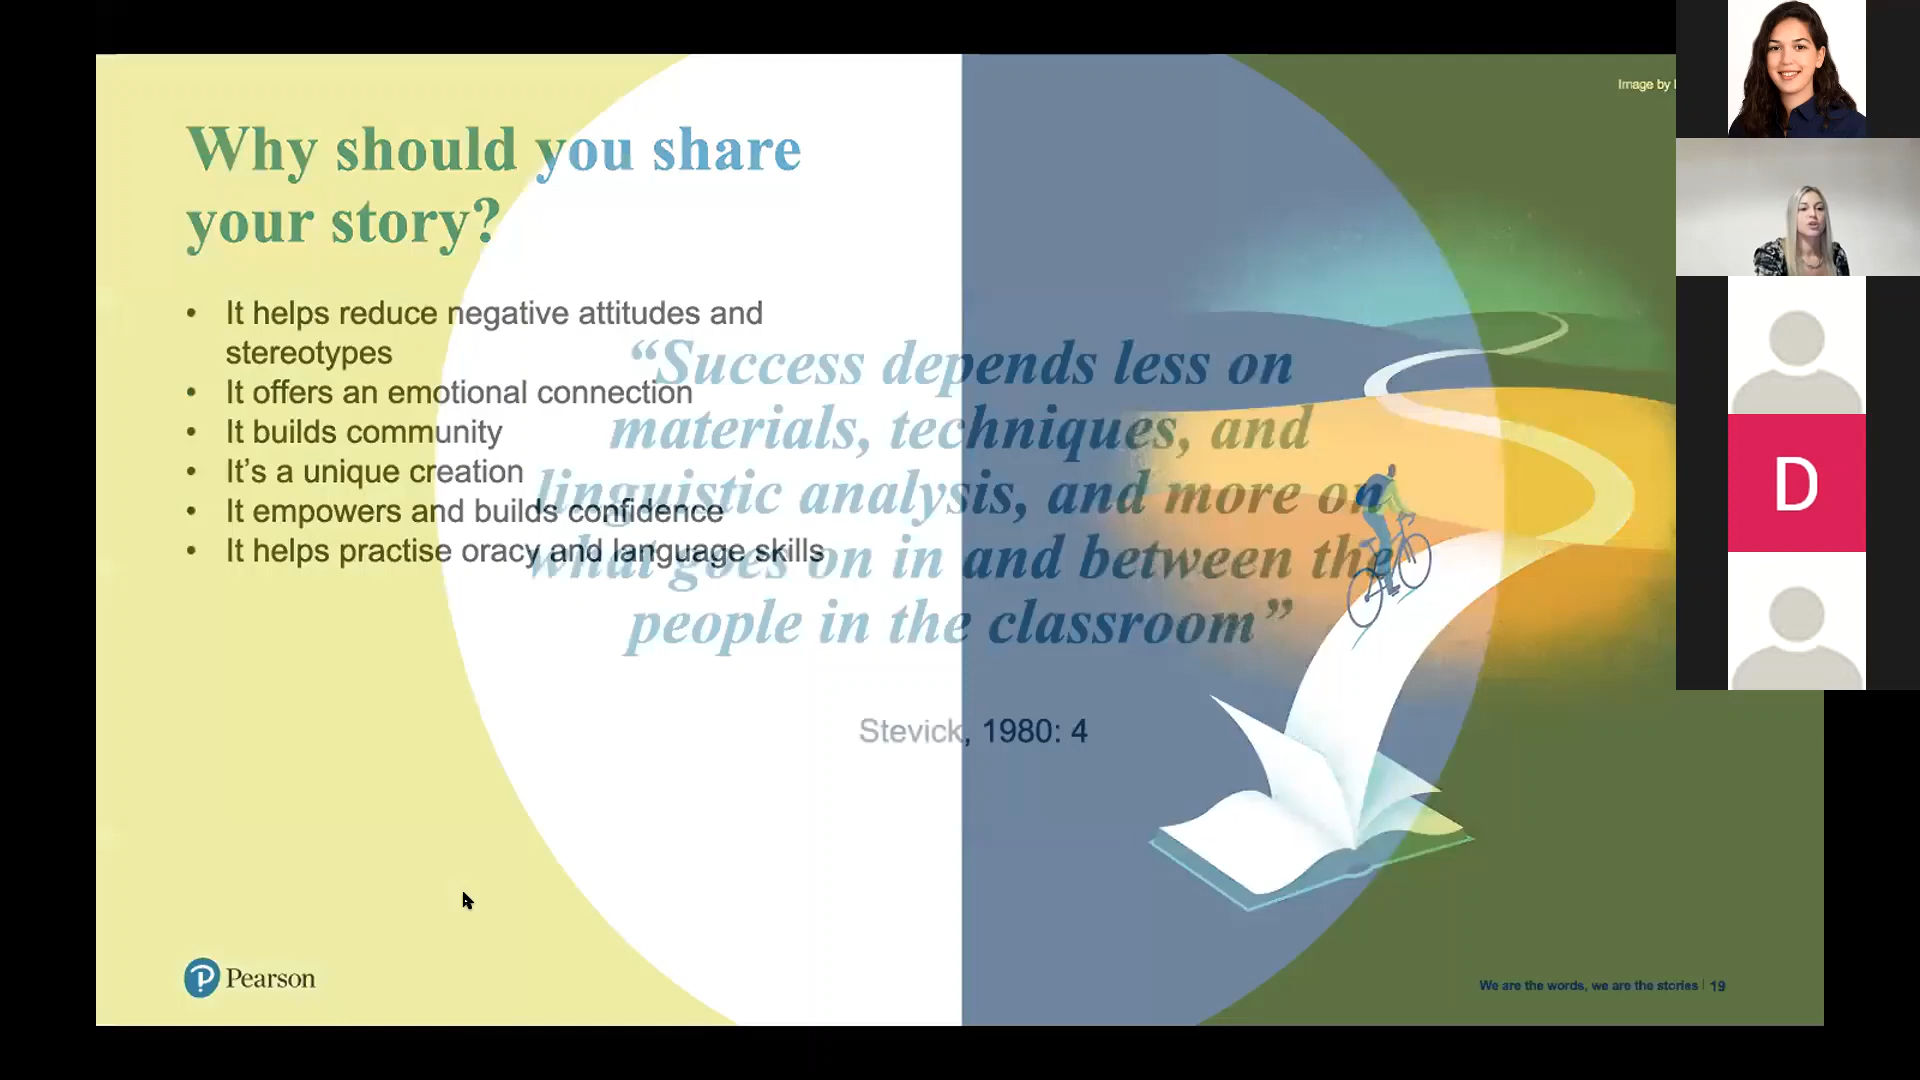 Image by
Why should you share
your story?
• It helps reduce negative attitudes and
stereotypes
• It offers an emotional connection
• It builds community
• It’s a unique creation
• It empowers and builds confidence
• It helps practise oracy and language skills
“Success depends less on
materials, techniques, and
linguistic analysis, and more on
what goes on in and between the
people in the classroom”
Stevick, 1980: 4
D
Pearson
We are the words, we are the stories | 19